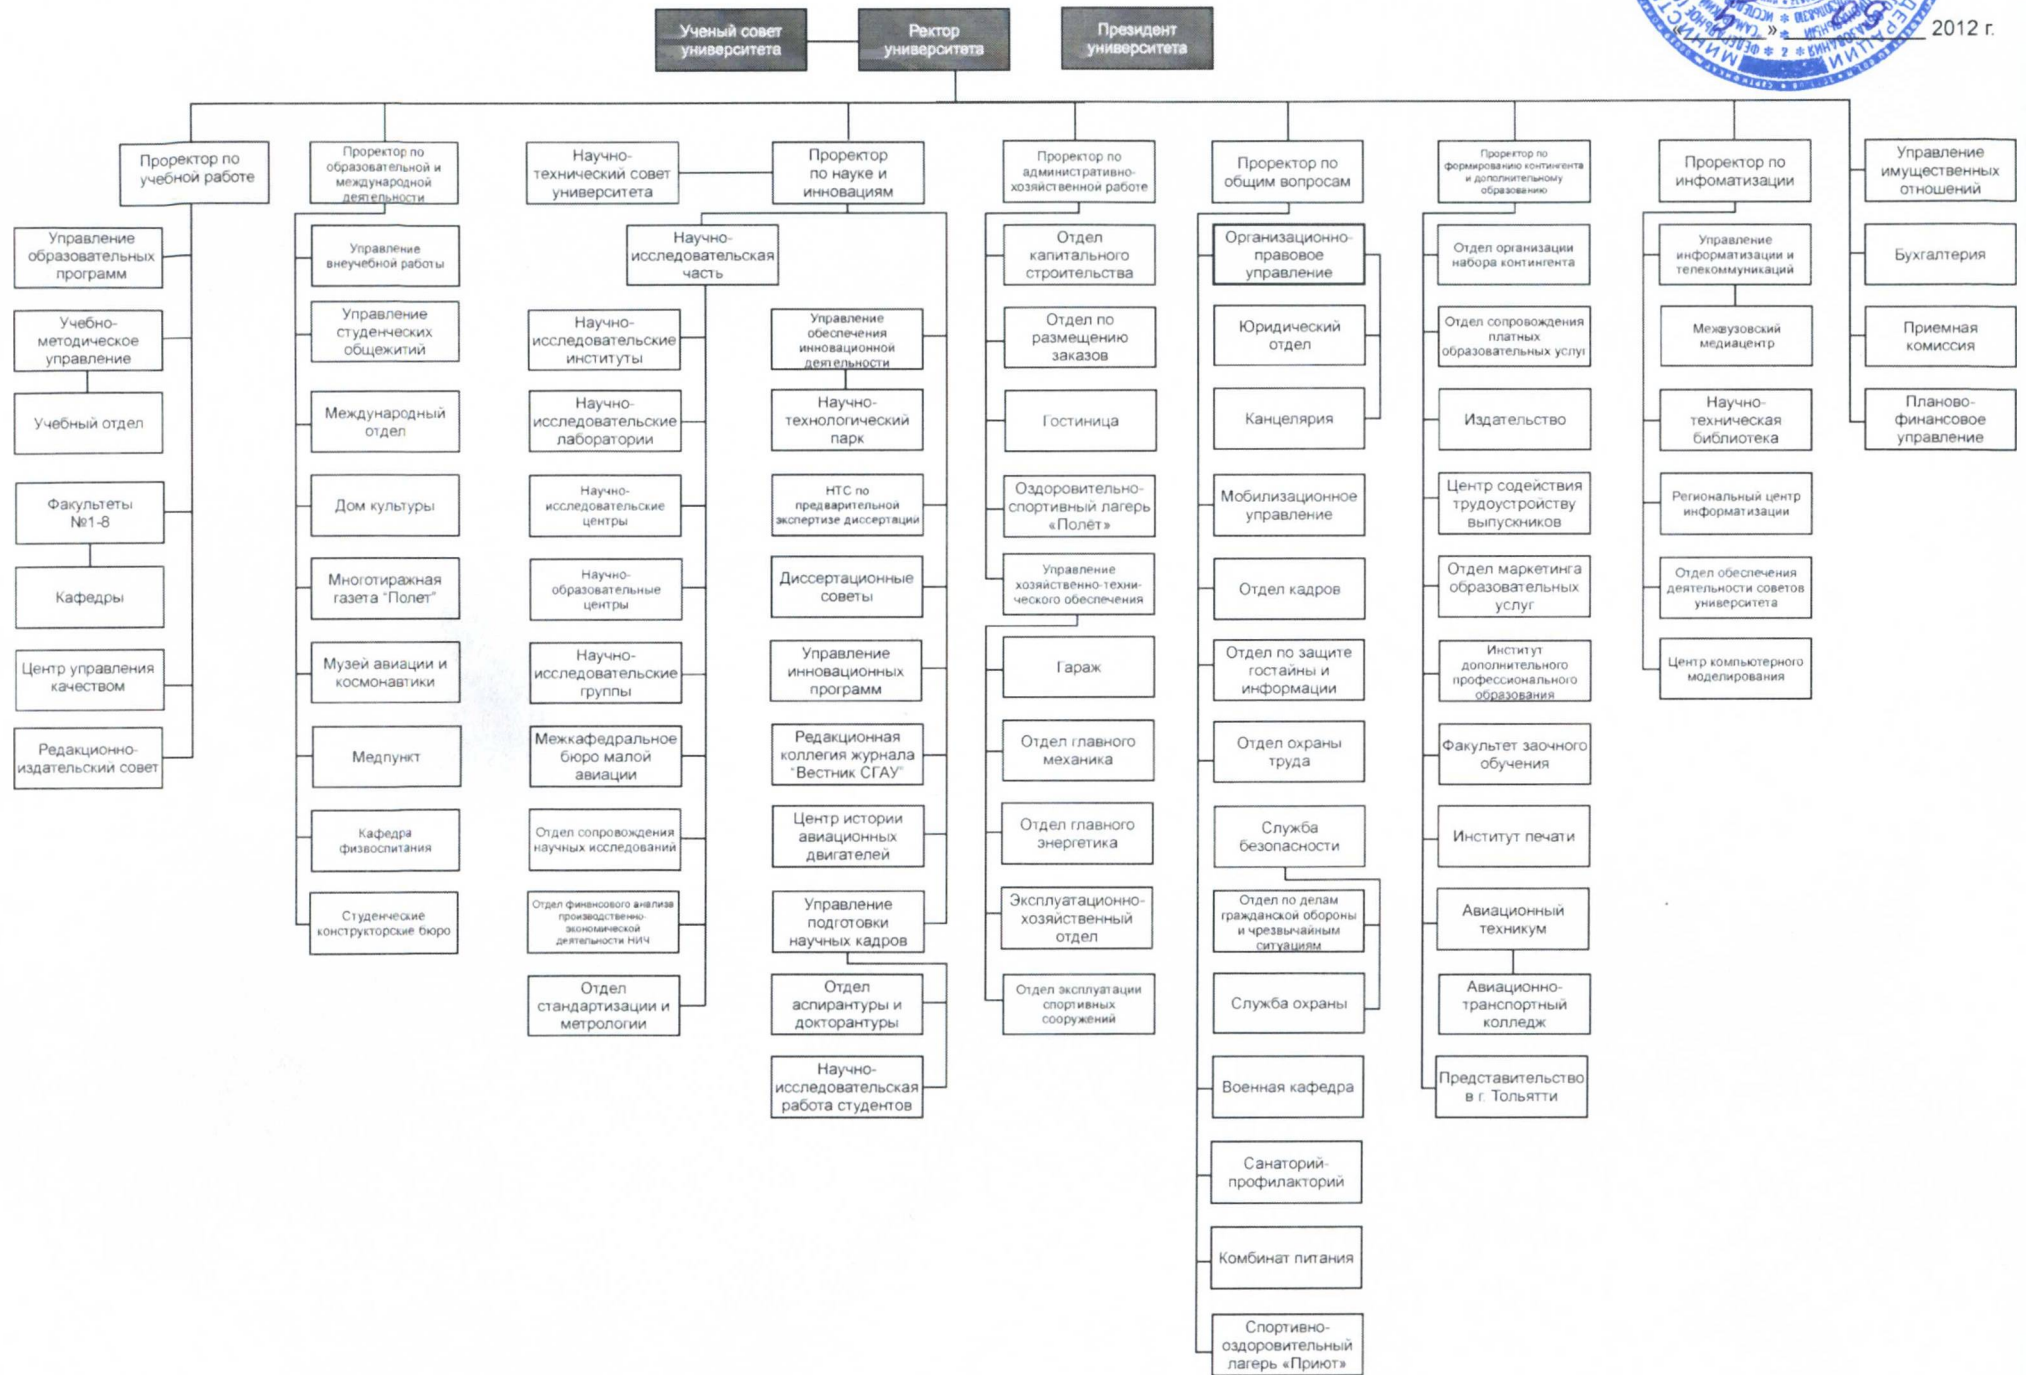 Ученый совет
университета
Ректор
университета
Президент
университета
2012 г.
Проректор по
учебной работе
Проректор по
образовательной и
международной
деятельности
Научно-
технический совет
университета
Проректор
по науке и
инновациям
Проректор по
административно-
хозяйственной работе
Проректор по
общим вопросам
Проректор по
формированию контингента
и дополнительному
образованию
Проректор по
инфоматизации
Управление
имущественных
отношений
Управление
образовательных
программ
Учебно-
методическое
управление
Учебный отдел
Факультеты
№1-8
Кафедры
Центр управления
качеством
Редакционно-
издательский совет
Управление
внеучебной работы
Управление
студенческих
общежитий
Международный
отдел
Дом культуры
Многотиражная
газета "Полет"
Музей авиации и
космонавтики
Медпункт
Кафедра
физвоспитания
Студенческие
конструкторские бюро
Научно-
исследовательская
часть
Научно-
исследовательские
институты
Научно-
исследовательские
лаборатории
Научно-
исследовательские
центры
Научно-
образовательные
центры
Научно-
исследовательские
группы
Межкафедральное
бюро малой
авиации
Отдел сопровождения
научных исследований
Отдел финансового анализа
производственно-
экономической
деятельности НИЧ
Отдел
стандартизации и
метрологии
Управление
обеспечения
инновационной
деятельности
Научно-
технологический
парк
НТС по
предварительной
экспертизе диссертаций
Диссертационные
советы
Управление
инновационных
программ
Редакционная
коллегия журнала
"Вестник СГАУ"
Центр истории
авиационных
двигателей
Управление
подготовки
научных кадров
Отдел
аспирантуры и
докторантуры
Научно-
исследовательская
работа студентов
Отдел
капитального
строительства
Отдел по
размещению
заказов
Гостиница
Оздоровительно-
спортивный лагерь
«Полёт»
Управление
хозяйственно-техни-
ческого обеспечения
Гараж
Отдел главного
механика
Отдел главного
энергетика
Эксплуатационно-
хозяйственный
отдел
Отдел эксплуатации
спортивных
сооружений
Организационно-
правовое
управление
Юридический
отдел
Канцелярия
Мобилизационное
управление
Отдел кадров
Отдел по защите
гостайны и
информации
Отдел охраны
труда
Служба
безопасности
Отдел по делам
гражданской обороны
и чрезвычайным
ситуациям
Служба охраны
Военная кафедра
Санаторий-
профилакторий
Комбинат питания
Спортивно-
оздоровительный
лагерь «Приют»
Отдел организации
набора контингента
Отдел сопровождения
платных
образовательных услуг
Издательство
Центр содействия
трудоустройству
выпускников
Отдел маркетинга
образовательных
услуг
Институт
дополнительного
профессионального
образования
Факультет заочного
обучения
Институт печати
Авиационный
техникум
Авиационно-
транспортный
колледж
Представительство
в г. Тольятти
Управление
информатизации и
телекоммуникаций
Межвузовский
медиацентр
Научно-
техническая
библиотека
Региональный центр
информатизации
Отдел обеспечения
деятельности советов
университета
Центр компьютерного
моделирования
Бухгалтерия
Приемная
комиссия
Планово-
финансовое
управление